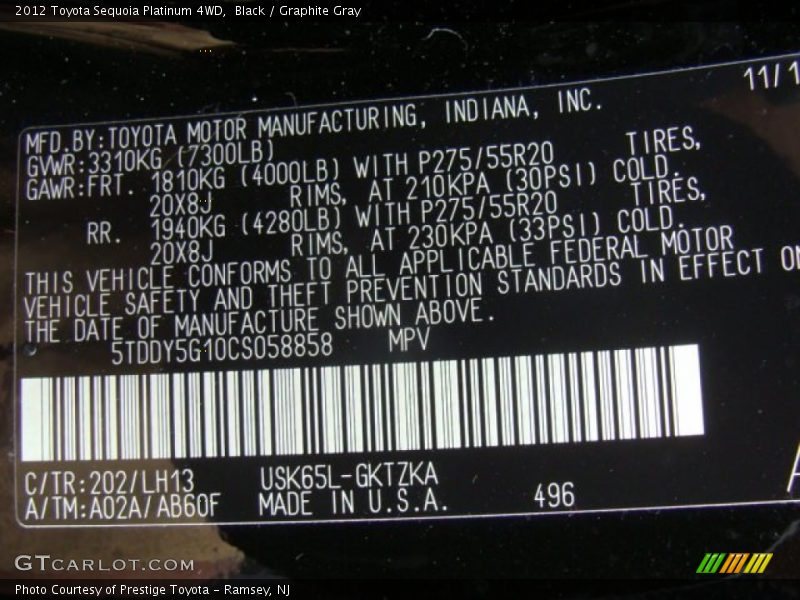 2012 Toyota Sequoia Platinum 4WD, Black / Graphite Gray
11/1
MFD.BY:TOYOTA MOTOR MANUFACTURING, INDIANA, INC.
GVWR:3310KG (7300LB)
GAWR:FRT. 1810KG (4000LB) WITH P275/55R20 TIRES,
20X8J RIMS, AT 210KPA (30PSI) COLD.
RR. 1940KG (4280LB) WITH P275/55R20 TIRES,
20X8J RIMS, AT 230KPA (33PSI) COLD.
THIS VEHICLE CONFORMS TO ALL APPLICABLE FEDERAL MOTOR
VEHICLE SAFETY AND THEFT PREVENTION STANDARDS IN EFFECT ON
THE DATE OF MANUFACTURE SHOWN ABOVE.
5TDDY5G10CS058858 MPV
C/TR:202/LH13 USK65L-GKTZKA
A/TM:A02A/AB60F MADE IN U.S.A. 496
GTCARLOT.COM
Photo Courtesy of Prestige Toyota - Ramsey, NJ